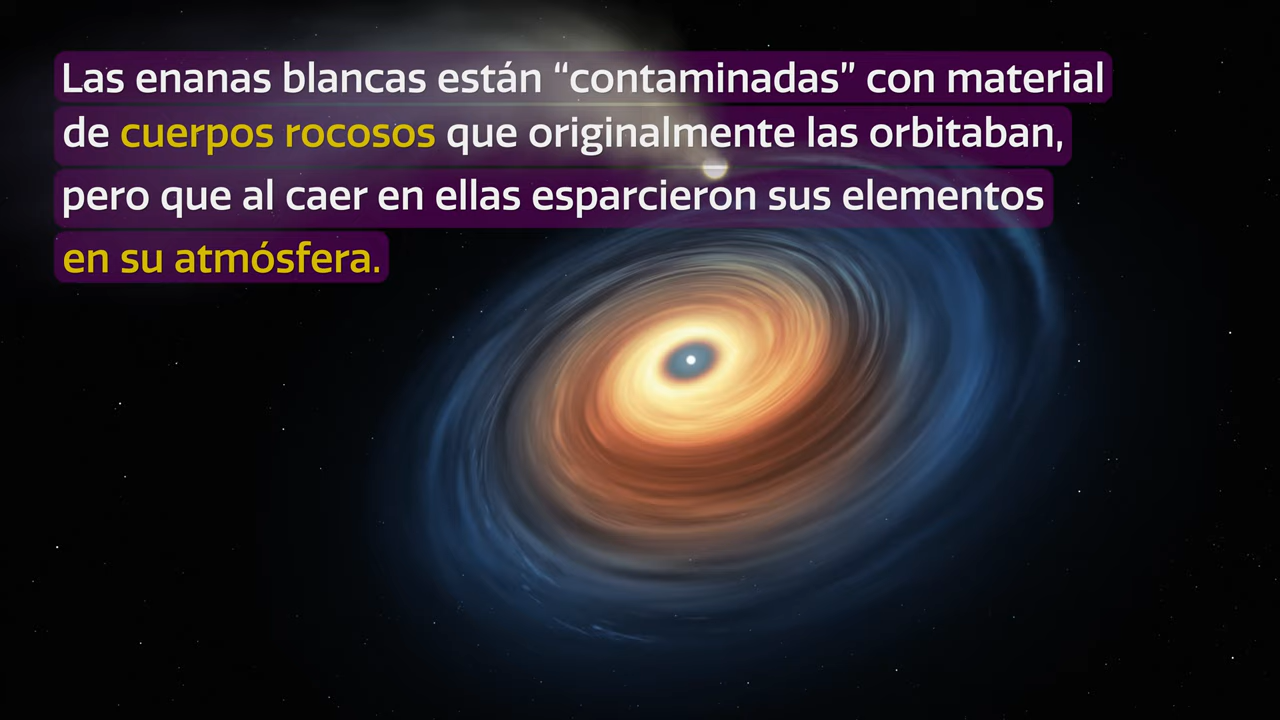 Las enanas blancas están “contaminadas” con material
de cuerpos rocosos que originalmente las orbitaban,
pero que al caer en ellas esparcieron sus elementos
en su atmósfera.